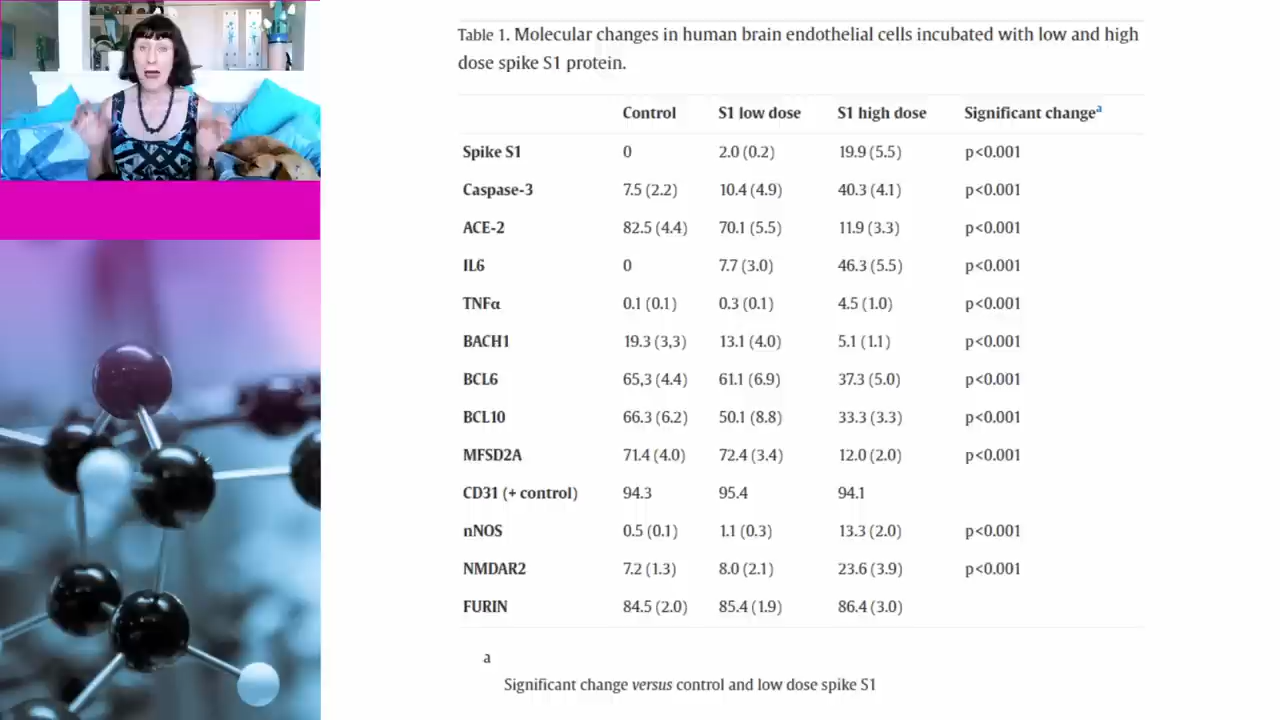 Table 1. Molecular changes in human brain endothelial cells incubated with low and high
dose spike S1 protein.
Control S1 low dose S1 high dose Significant changea
Spike S1 0 2.0 (0.2) 19.9 (5.5) p<0.001
Caspase-3 7.5 (2.2) 10.4 (4.9) 40.3 (4.1) p<0.001
ACE-2 82.5 (4.4) 70.1 (5.5) 11.9 (3.3) p<0.001
IL6 0 7.7 (3.0) 46.3 (5.5) p<0.001
TNFα 0.1 (0.1) 0.3 (0.1) 4.5 (1.0) p<0.001
BACH1 19.3 (3,3) 13.1 (4.0) 5.1 (1.1) p<0.001
BCL6 65,3 (4.4) 61.1 (6.9) 37.3 (5.0) p<0.001
BCL10 66.3 (6.2) 50.1 (8.8) 33.3 (3.3) p<0.001
MFSD2A 71.4 (4.0) 72.4 (3.4) 12.0 (2.0) p<0.001
CD31 (+ control) 94.3 95.4 94.1
nNOS 0.5 (0.1) 1.1 (0.3) 13.3 (2.0) p<0.001
NMDAR2 7.2 (1.3) 8.0 (2.1) 23.6 (3.9) p<0.001
FURIN 84.5 (2.0) 85.4 (1.9) 86.4 (3.0)
a
Significant change versus control and low dose spike S1